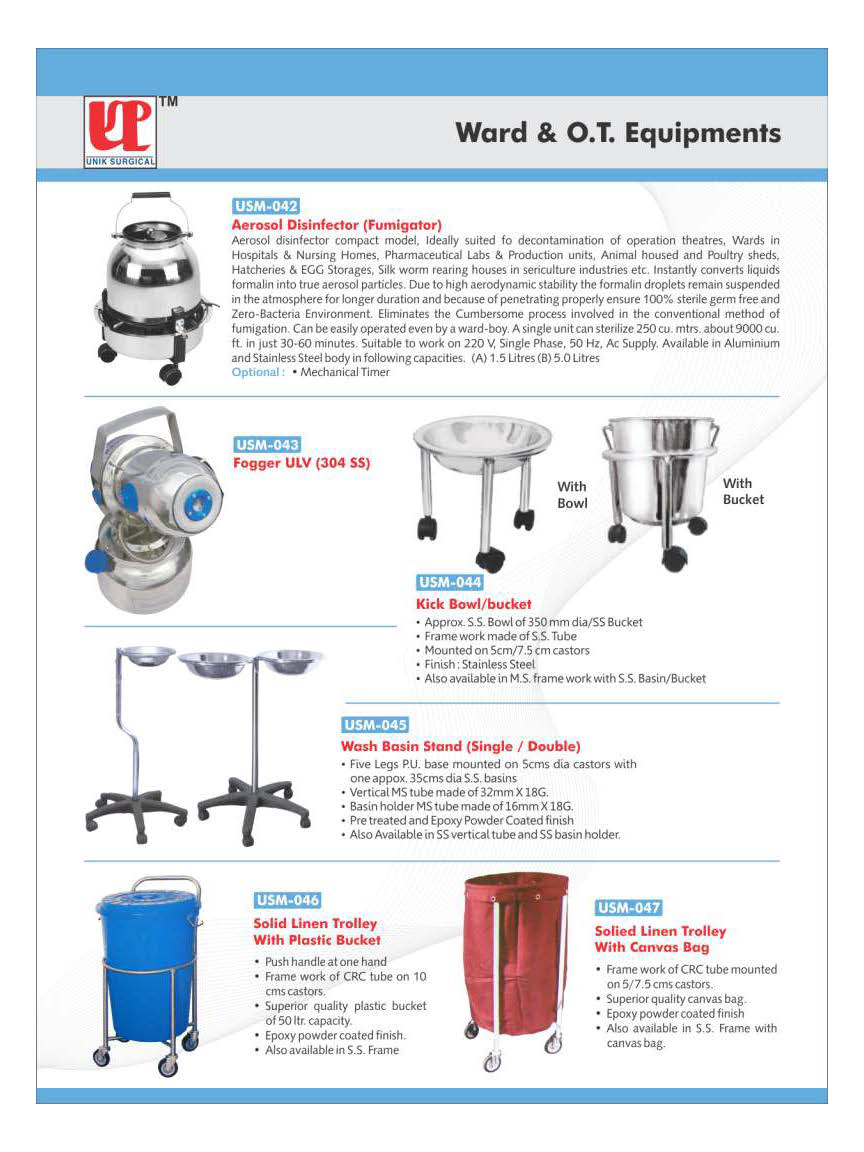 TM
UP
UNIK SURGICAL
Ward & O.T. Equipments
USM-042
Aerosol Disinfector (Fumigator)
Aerosol disinfector compact model, Ideally suited fo decontamination of operation theatres, Wards in
Hospitals & Nursing Homes, Pharmaceutical Labs & Production units, Animal housed and Poultry sheds,
Hatcheries & EGG Storages, Silk worm rearing houses in sericulture industries etc. Instantly converts liquids
formalin into true aerosol particles. Due to high aerodynamic stability the formalin droplets remain suspended
in the atmosphere for longer duration and because of penetrating properly ensure 100% sterile germ free and
Zero-Bacteria Environment. Eliminates the Cumbersome process involved in the conventional method of
fumigation. Can be easily operated even by a ward-boy. A single unit can sterilize 250 cu. mtrs. about 9000 cu.
ft. in just 30-60 minutes. Suitable to work on 220 V, Single Phase, 50 Hz, Ac Supply. Available in Aluminium
and Stainless Steel body in following capacities. (A) 1.5 Litres (B) 5.0 Litres
Optional : • Mechanical Timer
USM-043
Fogger ULV (304 SS)
With
Bowl
With
Bucket
USM-044
Kick Bowl/bucket
• Approx. S.S. Bowl of 350 mm dia/SS Bucket
• Frame work made of S.S. Tube
• Mounted on 5cm/7.5 cm castors
• Finish : Stainless Steel
• Also available in M.S. frame work with S.S. Basin/Bucket
USM-045
Wash Basin Stand (Single / Double)
• Five Legs P.U. base mounted on 5cms dia castors with
one appox. 35cms dia S.S. basins
• Vertical MS tube made of 32mm X 18G.
• Basin holder MS tube made of 16mm X 18G.
• Pre treated and Epoxy Powder Coated finish
• Also Available in SS vertical tube and SS basin holder.
USM-046
Solid Linen Trolley
With Plastic Bucket
• Push handle at one hand
• Frame work of CRC tube on 10
cms castors.
• Superior quality plastic bucket
of 50 ltr. capacity.
• Epoxy powder coated finish.
• Also available in S.S. Frame
USM-047
Solied Linen Trolley
With Canvas Bag
• Frame work of CRC tube mounted
on 5/7.5 cms castors.
• Superior quality canvas bag.
• Epoxy powder coated finish
• Also available in S.S. Frame with
canvas bag.